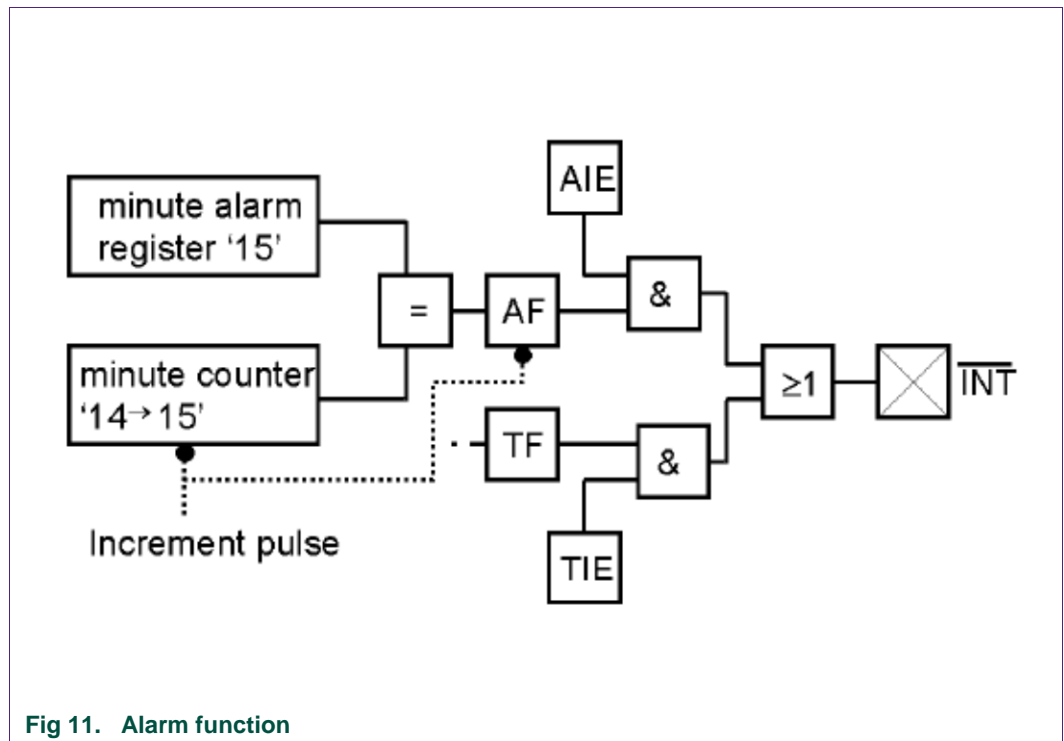 AIE
minute alarm
register ‘15’
=
AF
&
minute counter
‘14→15’
≥1
INT
TF
&
Increment pulse
TIE
Fig 11. Alarm function